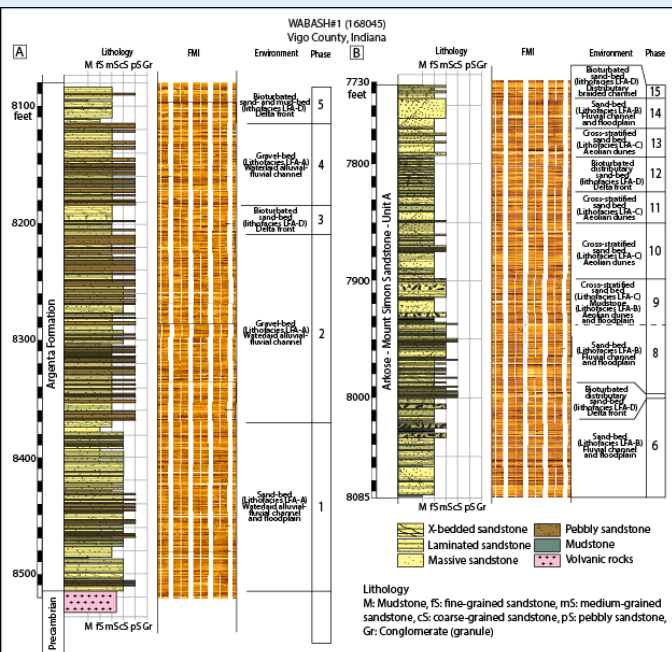 WABASH#1 (168045)
Vigo County, Indiana
A
Lithology
M fS mScS pS Gr
FMI
Environment
Phase
8100
feet
8200
8300
8400
8500
Argenta Formation
Precambrian
Bioturbated
sand- and mud-bed
(lithofacies LFA-D)
Delta front
5
Gravel-bed
(Lithofacies LFA-A)
Waterlaid alluvial-
fluvial channel
4
Bioturbated
sand-bed
(lithofacies LFA-D)
Delta front
3
Gravel-bed
(Lithofacies LFA-A)
Waterlaid alluvial-
fluvial channel
2
Sand-bed
(Lithofacies LFA-A)
Waterlaid alluvial-
fluvial channel
and floodplain
1
M fS mScS pS Gr
B
Lithology
M fS mScS pS Gr
FMI
Environment
Phase
7730
feet
7800
7900
8000
8085
Arkose - Mount Simon Sandstone - Unit A
Bioturbated
sand-bed
(lithofacies LFA-D)
Distributary
braided channel
15
Sand-bed
(Lithofacies LFA-B)
Fluvial channel
and floodplain
14
Cross-stratified
sand bed
(Lithofacies LFA-C)
Aeolian dunes
13
Bioturbated
distributary
sand-bed
(lithofacies LFA-D)
Delta front
12
Cross-stratified
sand bed
(Lithofacies LFA-C)
Aeolian dunes
11
Cross-stratified
sand bed
(Lithofacies LFA-C)
Aeolian dunes
10
Cross-stratified
sand bed
(Lithofacies LFA-C)
Mudstone
(Lithofacies LFA-B)
Aeolian dunes
and floodplain
9
Sand-bed
(Lithofacies LFA-B)
Fluvial channel
and floodplain
8
Bioturbated
distributary
sand-bed
(lithofacies LFA-D)
Delta front
Sand-bed
(Lithofacies LFA-B)
Fluvial channel
and floodplain
6
M fS mScS pS Gr
X-bedded sandstone
Pebbly sandstone
Laminated sandstone
Mudstone
Massive sandstone
Volcanic rocks
Lithology
M: Mudstone, fS: fine-grained sandstone, mS: medium-grained
sandstone, cS: coarse-grained sandstone, pS: pebbly sandstone,
Gr: Conglomerate (granule)